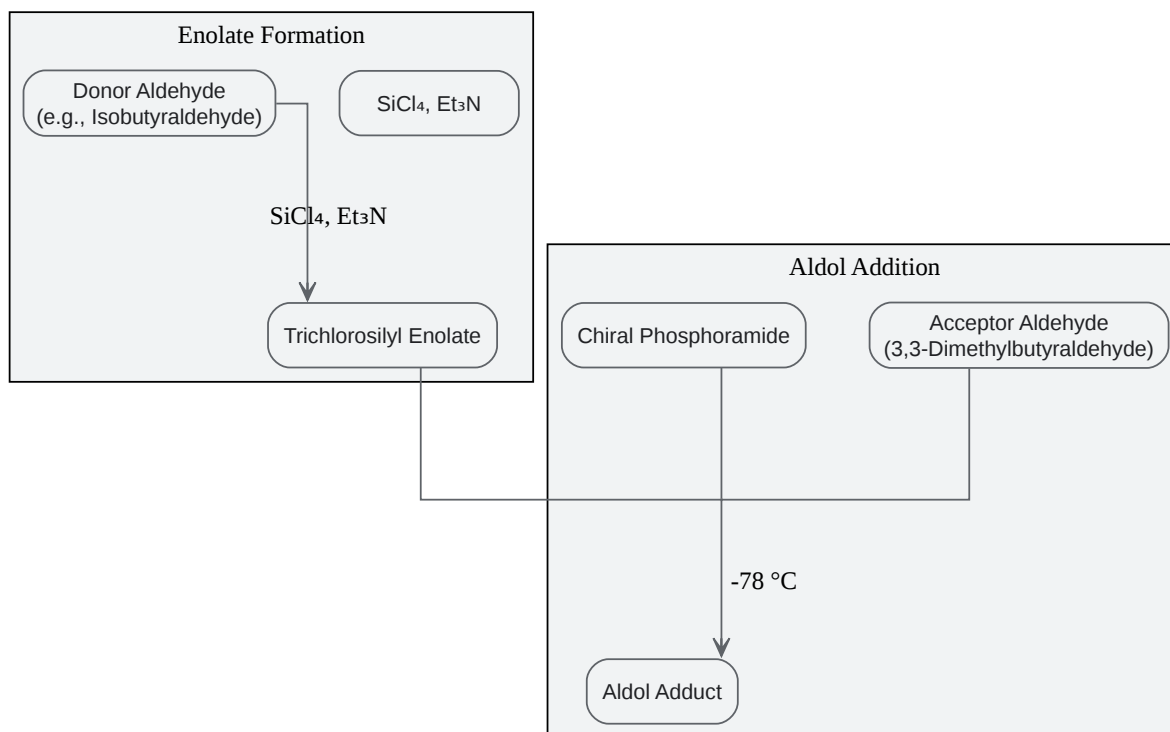 Enolate Formation
Donor Aldehyde
(e.g., Isobutyraldehyde)
SiCl₄, Et₃N
SiCl₄, Et₃N
Trichlorosilyl Enolate
Aldol Addition
Chiral Phosphoramide
Acceptor Aldehyde
(3,3-Dimethylbutyraldehyde)
-78 °C
Aldol Adduct